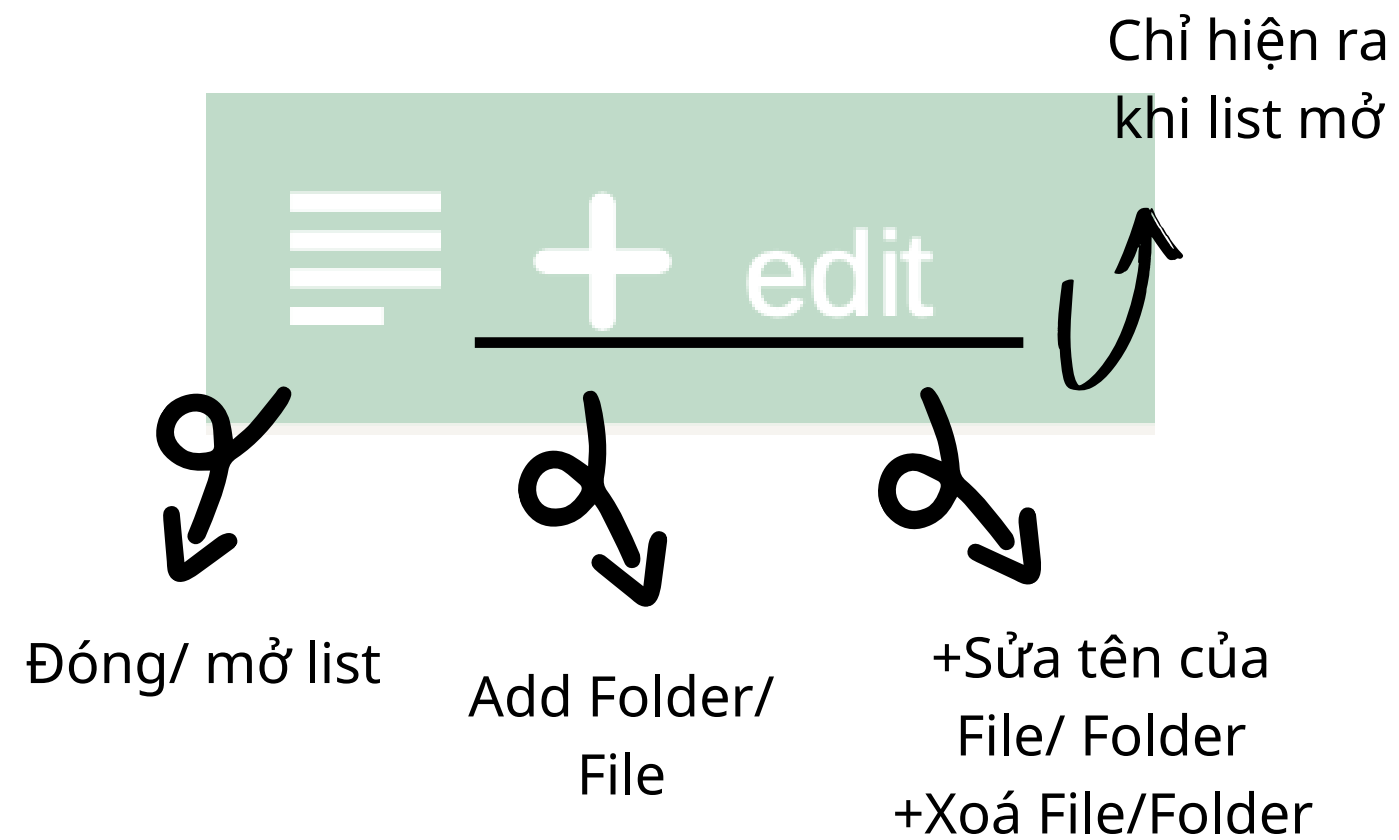 Chỉ hiện ra
khi list mở
edit
Đóng/ mở list
Add Folder/
File
+Sửa tên của
File/ Folder
+Xoá File/Folder